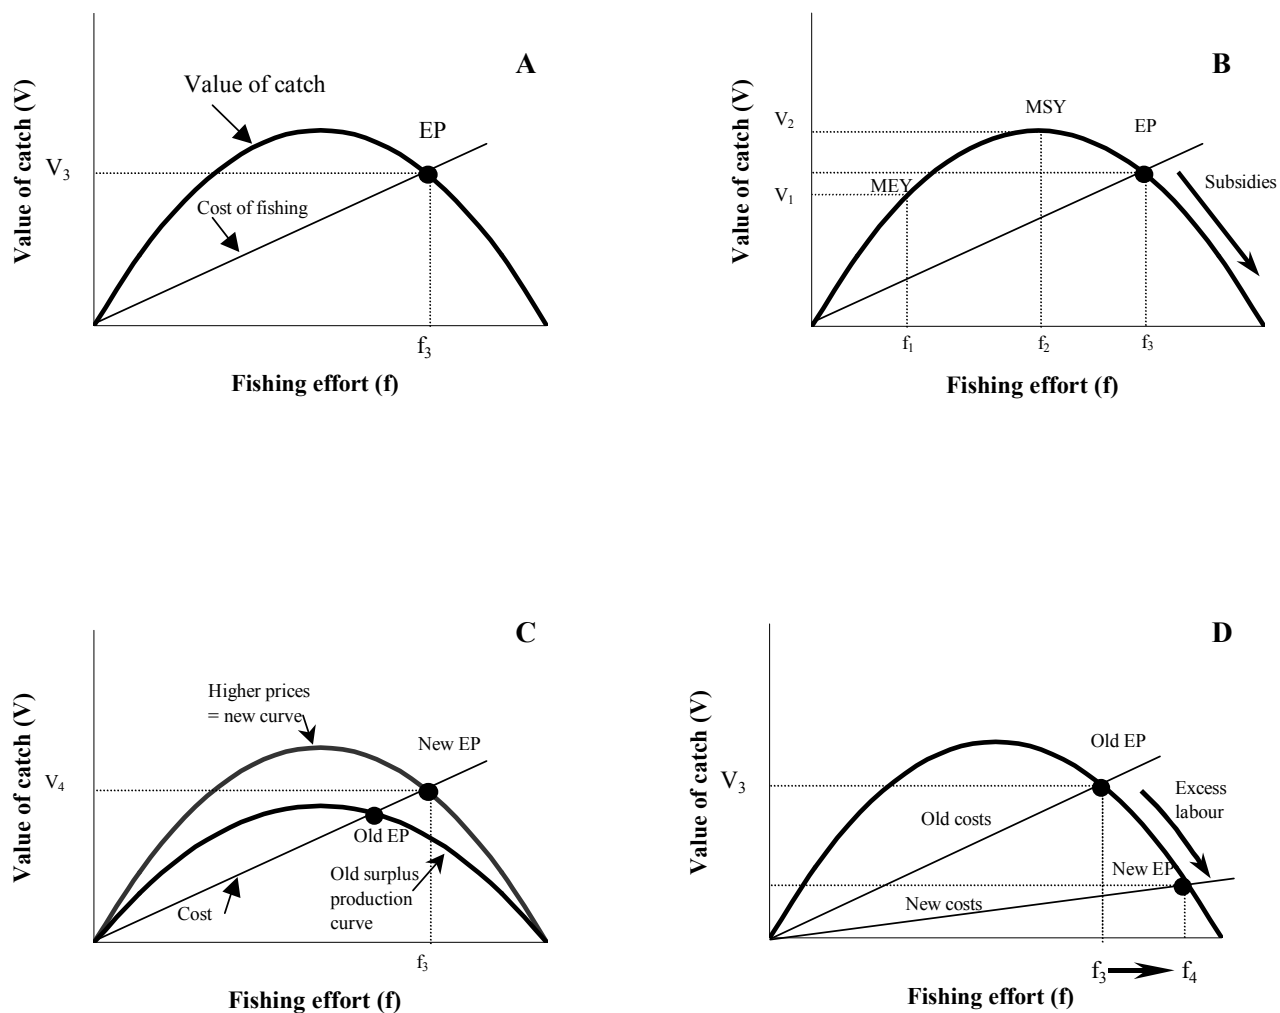 A
Value of catch (V)
Value of catch
EP
V3
Cost of fishing
f3
Fishing effort (f)
B
Value of catch (V)
MSY
V2
EP
MEY
V1
Subsidies
f1
f2
f3
Fishing effort (f)
C
Value of catch (V)
Higher prices
= new curve
New EP
V4
Old EP
Old surplus
production
curve
Cost
f3
Fishing effort (f)
D
Value of catch (V)
Old EP
V3
Excess
labour
Old costs
New EP
New costs
f3
f4
Fishing effort (f)